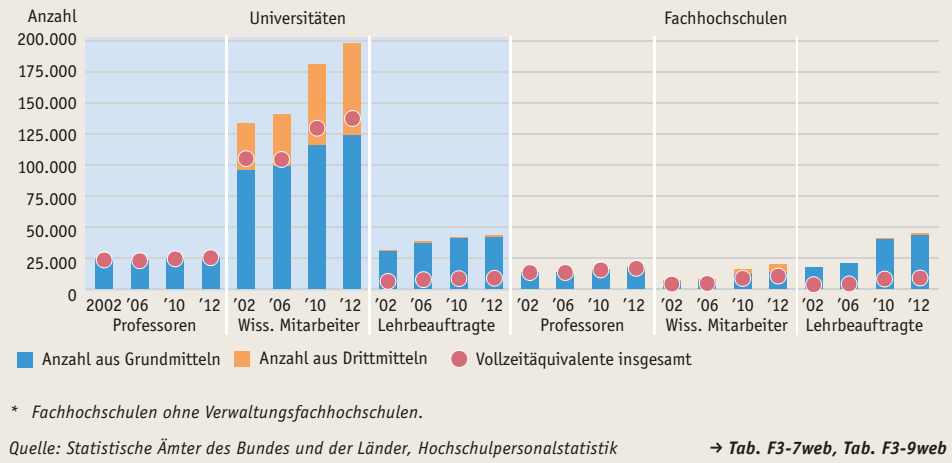 Anzahl
Universitäten
Fachhochschulen
200.000
175.000
150.000
125.000
100.000
75.000
50.000
25.000
0
2002 ’06 ’10 ’12 ’02 ’06 ’10 ’12 ’02 ’06 ’10 ’12 ’02 ’06 ’10 ’12 ’02 ’06 ’10 ’12 ’02 ’06 ’10 ’12
Professoren Wiss. Mitarbeiter Lehrbeauftragte Professoren Wiss. Mitarbeiter Lehrbeauftragte
Anzahl aus Grundmitteln Anzahl aus Drittmitteln Vollzeitäquivalente insgesamt
* Fachhochschulen ohne Verwaltungsfachhochschulen.
Quelle: Statistische Ämter des Bundes und der Länder, Hochschulpersonalstatistik → Tab. F3-7web, Tab. F3-9web